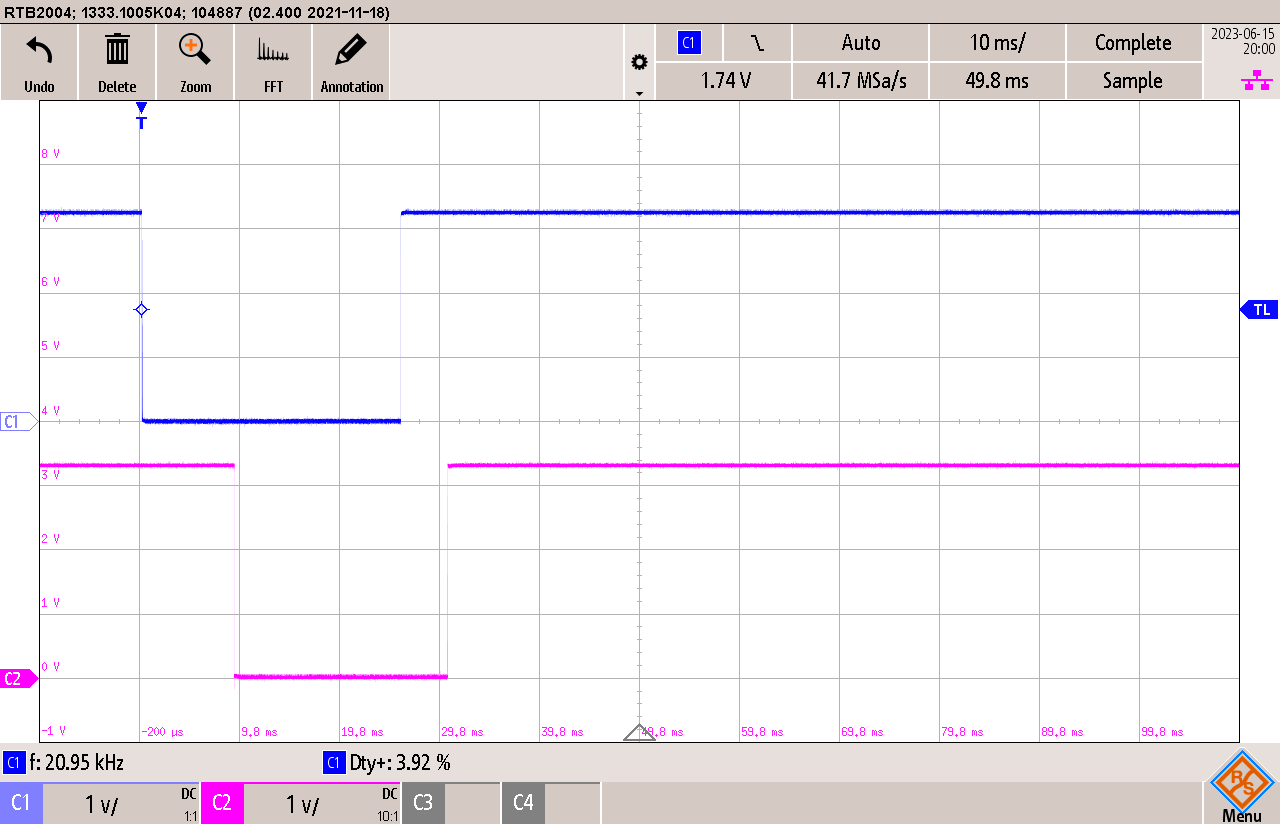 RTB2004; 1333.1005K04; 104887 (02.400 2021-11-18)
Undo
Delete
Zoom
FFT
Annotation
C1
Auto
10 ms/
Complete
1.74 V
41.7 MSa/s
49.8 ms
Sample
2023-06-15
20:00
T
8 V
7 V
6 V
TL
5 V
4 V
C1
3 V
2 V
1 V
0 V
C2
-1 V
-200 µs
9.8 ms
19.8 ms
29.8 ms
39.8 ms
49.8 ms
59.8 ms
69.8 ms
79.8 ms
89.8 ms
99.8 ms
C1 f: 20.95 kHz
C1 Dty+: 3.92 %
C1
1 V/
DC
1:1
C2
1 V/
DC
10:1
C3
C4
R
S
Menu